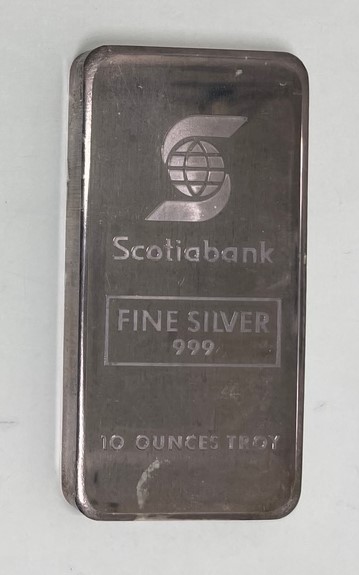 Scotiabank
FINE SILVER
999
10 OUNCES TROY